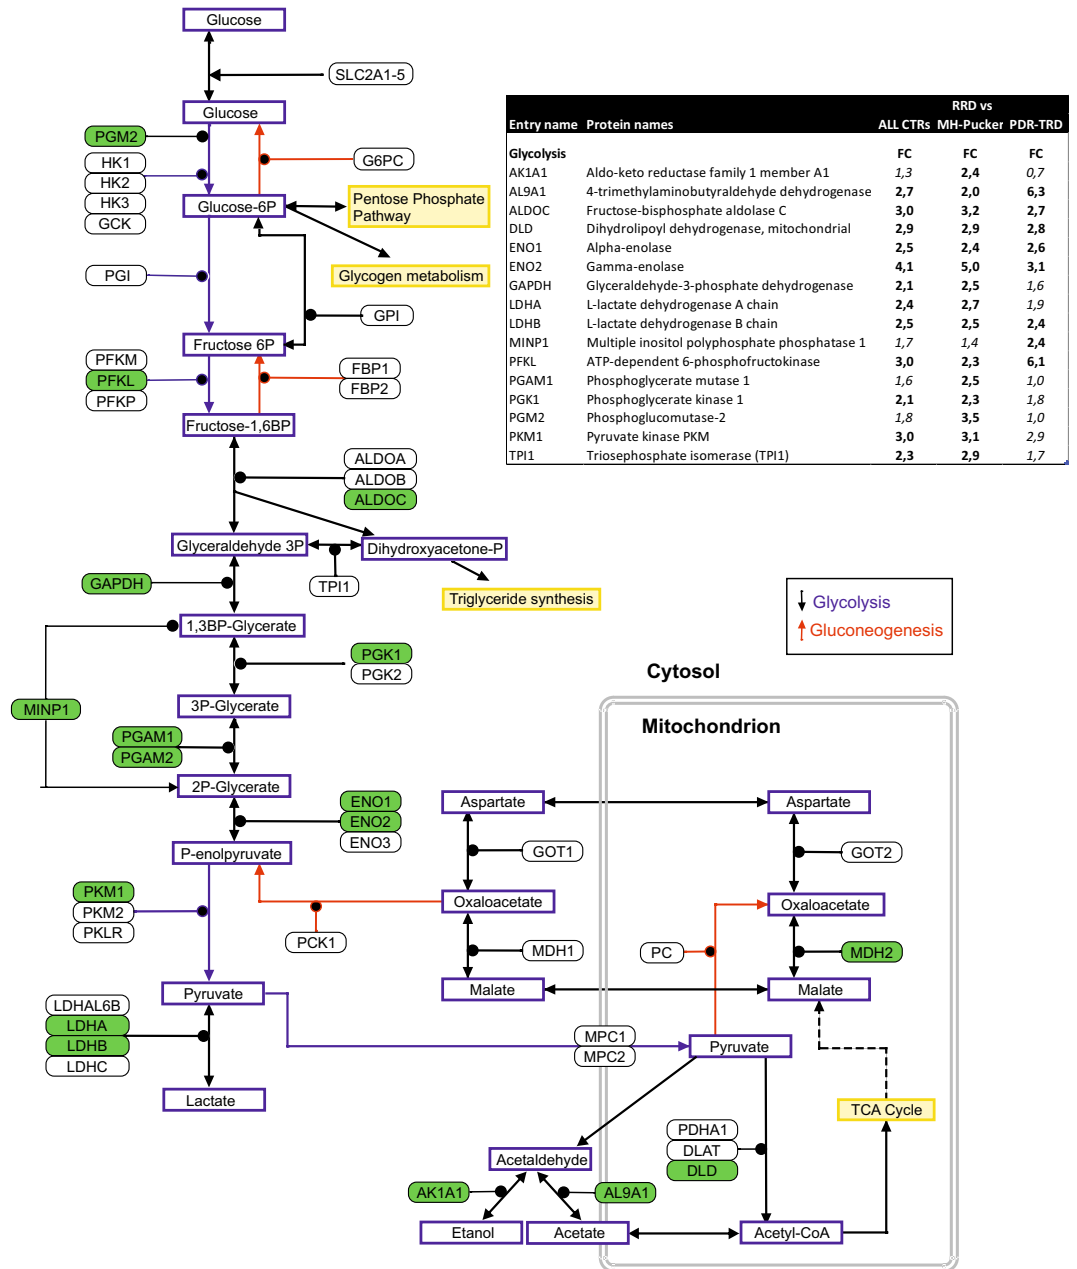 Glucose
SLC2A1-5
Glucose
PGM2
HK1
HK2
HK3
GCK
G6PC
Glucose-6P
Pentose Phosphate
Pathway
Glycogen metabolism
PGI
GPI
Fructose 6P
PFKM
PFKL
PFKP
FBP1
FBP2
Fructose-1,6BP
ALDOA
ALDOB
ALDOC
Glyceraldehyde 3P
Dihydroxyacetone-P
TPI1
Triglyceride synthesis
GAPDH
1,3BP-Glycerate
PGK1
PGK2
3P-Glycerate
MINP1
PGAM1
PGAM2
2P-Glycerate
ENO1
ENO2
ENO3
P-enolpyruvate
PKM1
PKM2
PKLR
PCK1
Pyruvate
LDHAL6B
LDHA
LDHB
LDHC
Lactate
RRD vs
Entry name Protein names ALL CTRs MH-Pucker PDR-TRD
Glycolysis FC FC FC
AK1A1 Aldo-keto reductase family 1 member A1 1,3 2,4 0,7
AL9A1 4-trimethylaminobutyraldehyde dehydrogenase 2,7 2,0 6,3
ALDOC Fructose-bisphosphate aldolase C 3,0 3,2 2,7
DLD Dihydrolipoyl dehydrogenase, mitochondrial 2,9 2,9 2,8
ENO1 Alpha-enolase 2,5 2,4 2,6
ENO2 Gamma-enolase 4,1 5,0 3,1
GAPDH Glyceraldehyde-3-phosphate dehydrogenase 2,1 2,5 1,6
LDHA L-lactate dehydrogenase A chain 2,4 2,7 1,9
LDHB L-lactate dehydrogenase B chain 2,5 2,5 2,4
MINP1 Multiple inositol polyphosphate phosphatase 1 1,7 1,4 2,4
PFKL ATP-dependent 6-phosphofructokinase 3,0 2,3 6,1
PGAM1 Phosphoglycerate mutase 1 1,6 2,5 1,0
PGK1 Phosphoglycerate kinase 1 2,1 2,3 1,8
PGM2 Phosphoglucomutase-2 1,8 3,5 1,0
PKM1 Pyruvate kinase PKM 3,0 3,1 2,9
TPI1 Triosephosphate isomerase (TPI1) 2,3 2,9 1,7
Glycolysis
Gluconeogenesis
Cytosol
Mitochondrion
Aspartate
Aspartate
GOT1
GOT2
Oxaloacetate
Oxaloacetate
MDH1
PC
MDH2
Malate
Malate
MPC1
MPC2
Pyruvate
TCA Cycle
PDHA1
DLAT
DLD
Acetaldehyde
AK1A1
AL9A1
Etanol
Acetate
Acetyl-CoA